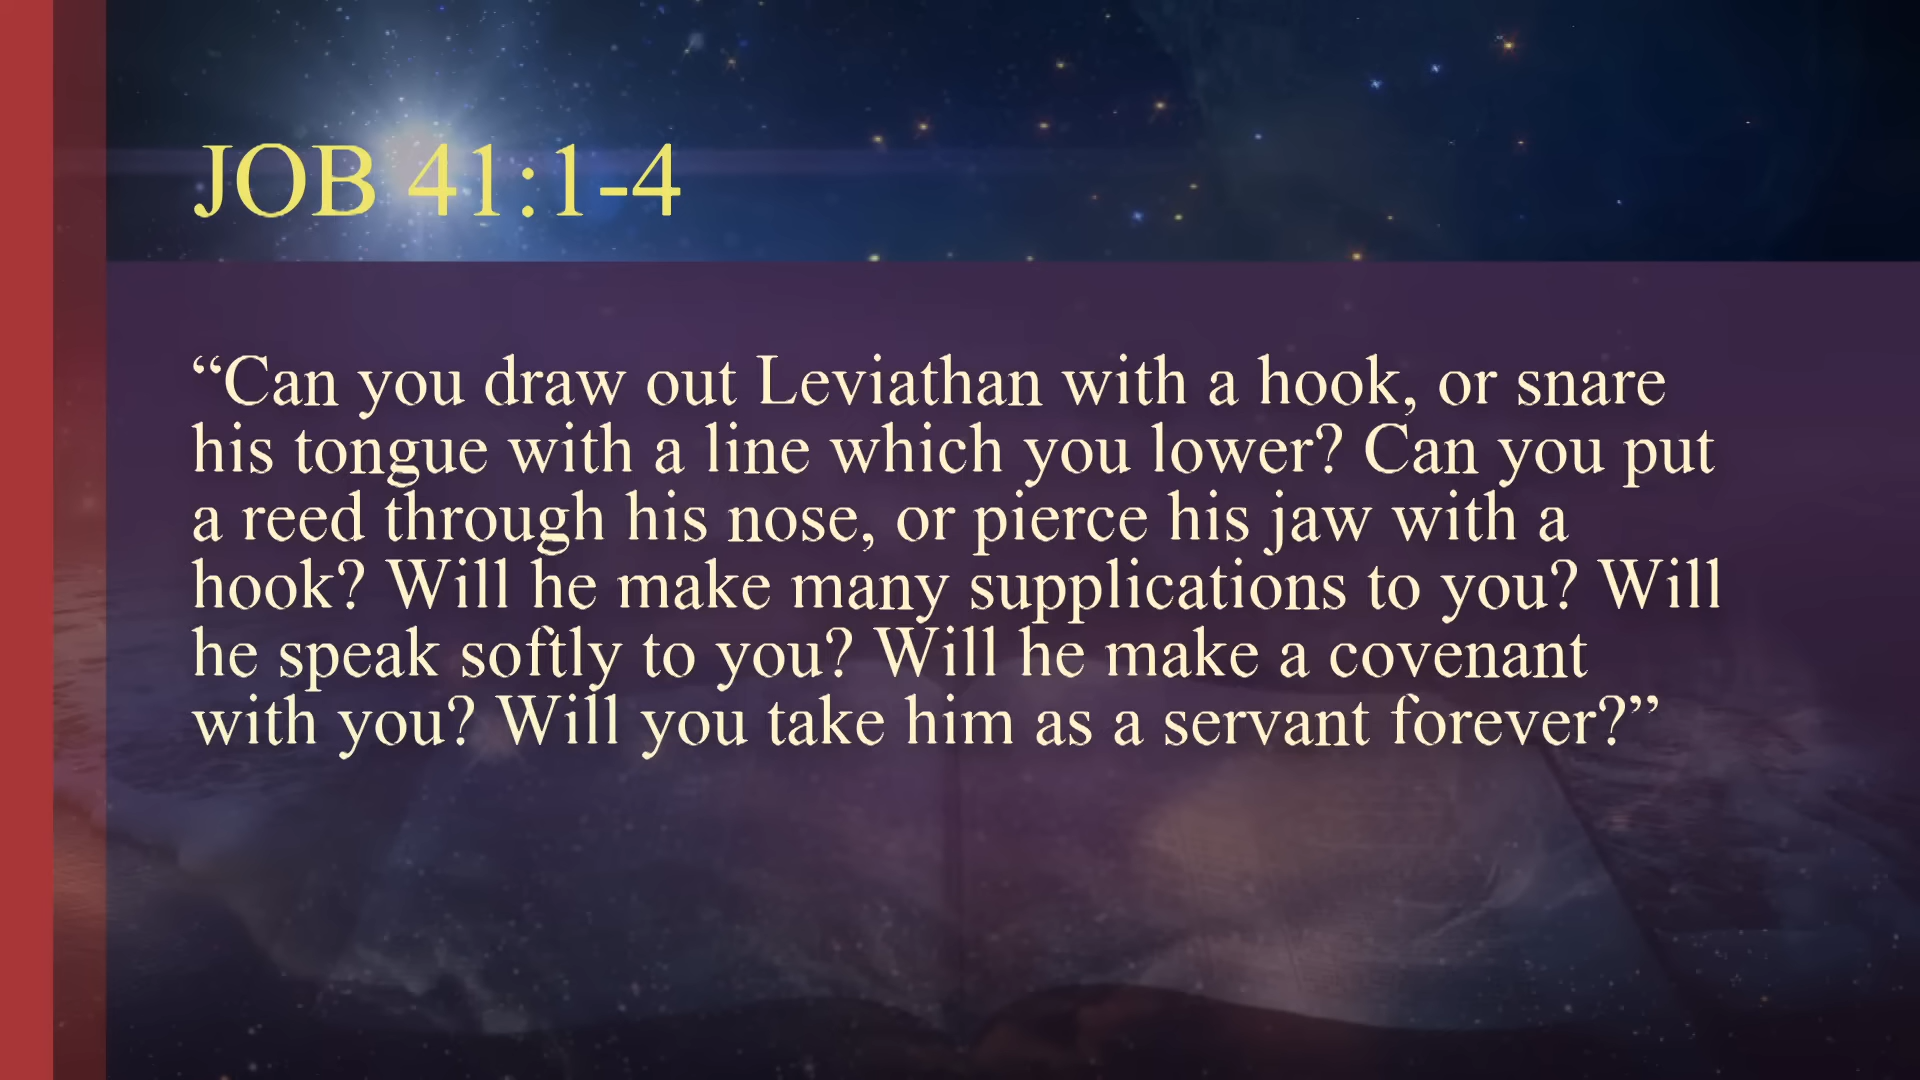 JOB 41:1-4
“Can you draw out Leviathan with a hook, or snare
his tongue with a line which you lower? Can you put
a reed through his nose, or pierce his jaw with a
hook? Will he make many supplications to you? Will
he speak softly to you? Will he make a covenant
with you? Will you take him as a servant forever?”